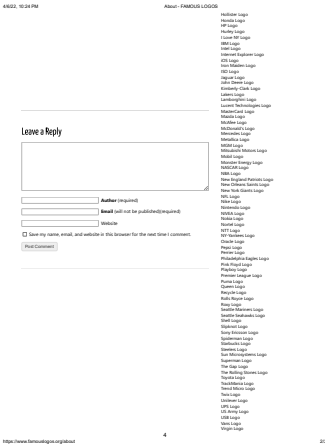 4/6/22, 10:24 PM
About - FAMOUS LOGOS
Hollister Logo
Honda Logo
HP Logo
Hurley Logo
I Love NY Logo
IBM Logo
Intel Logo
Internet Explorer Logo
iOS Logo
Iron Maiden Logo
ISO Logo
Jaguar Logo
John Deere Logo
Kimberly-Clark Logo
Lakers Logo
Lamborghini Logo
Lucent Technologies Logo
MasterCard Logo
Mazda Logo
McAfee Logo
McDonald's Logo
Mercedes Logo
Metallica Logo
MGM Logo
Mitsubishi Motors Logo
Mobil Logo
Monster Energy Logo
NASCAR Logo
NBA Logo
New England Patriots Logo
New Orleans Saints Logo
New York Giants Logo
NFL Logo
Nike Logo
Nintendo Logo
NVIDIA Logo
Nokia Logo
Nortel Logo
NTT Logo
NY-Yankees Logo
Oracle Logo
Pepsi Logo
Perrier Logo
Philadelphia Eagles Logo
Pink Floyd Logo
Playboy Logo
Premier League Logo
Puma Logo
Queen Logo
Recycle Logo
Rolls Royce Logo
Roxy Logo
Seattle Mariners Logo
Seattle Seahawks Logo
Shell Logo
Slipknot Logo
Sony Ericsson Logo
Spiderman Logo
Starbucks Logo
Steelers Logo
Sun Microsystems Logo
Superman Logo
The Gap Logo
The Rolling Stones Logo
Toyota Logo
TrackMania Logo
Trend Micro Logo
Unilever Logo
UPS Logo
US Army Logo
USB Logo
Vans Logo
Virgin Logo
Leave a Reply
Author (required)
Email (will not be published)(required)
Website
Save my name, email, and website in this browser for the next time I comment.
Post Comment
4
https://www.famouslogos.org/about